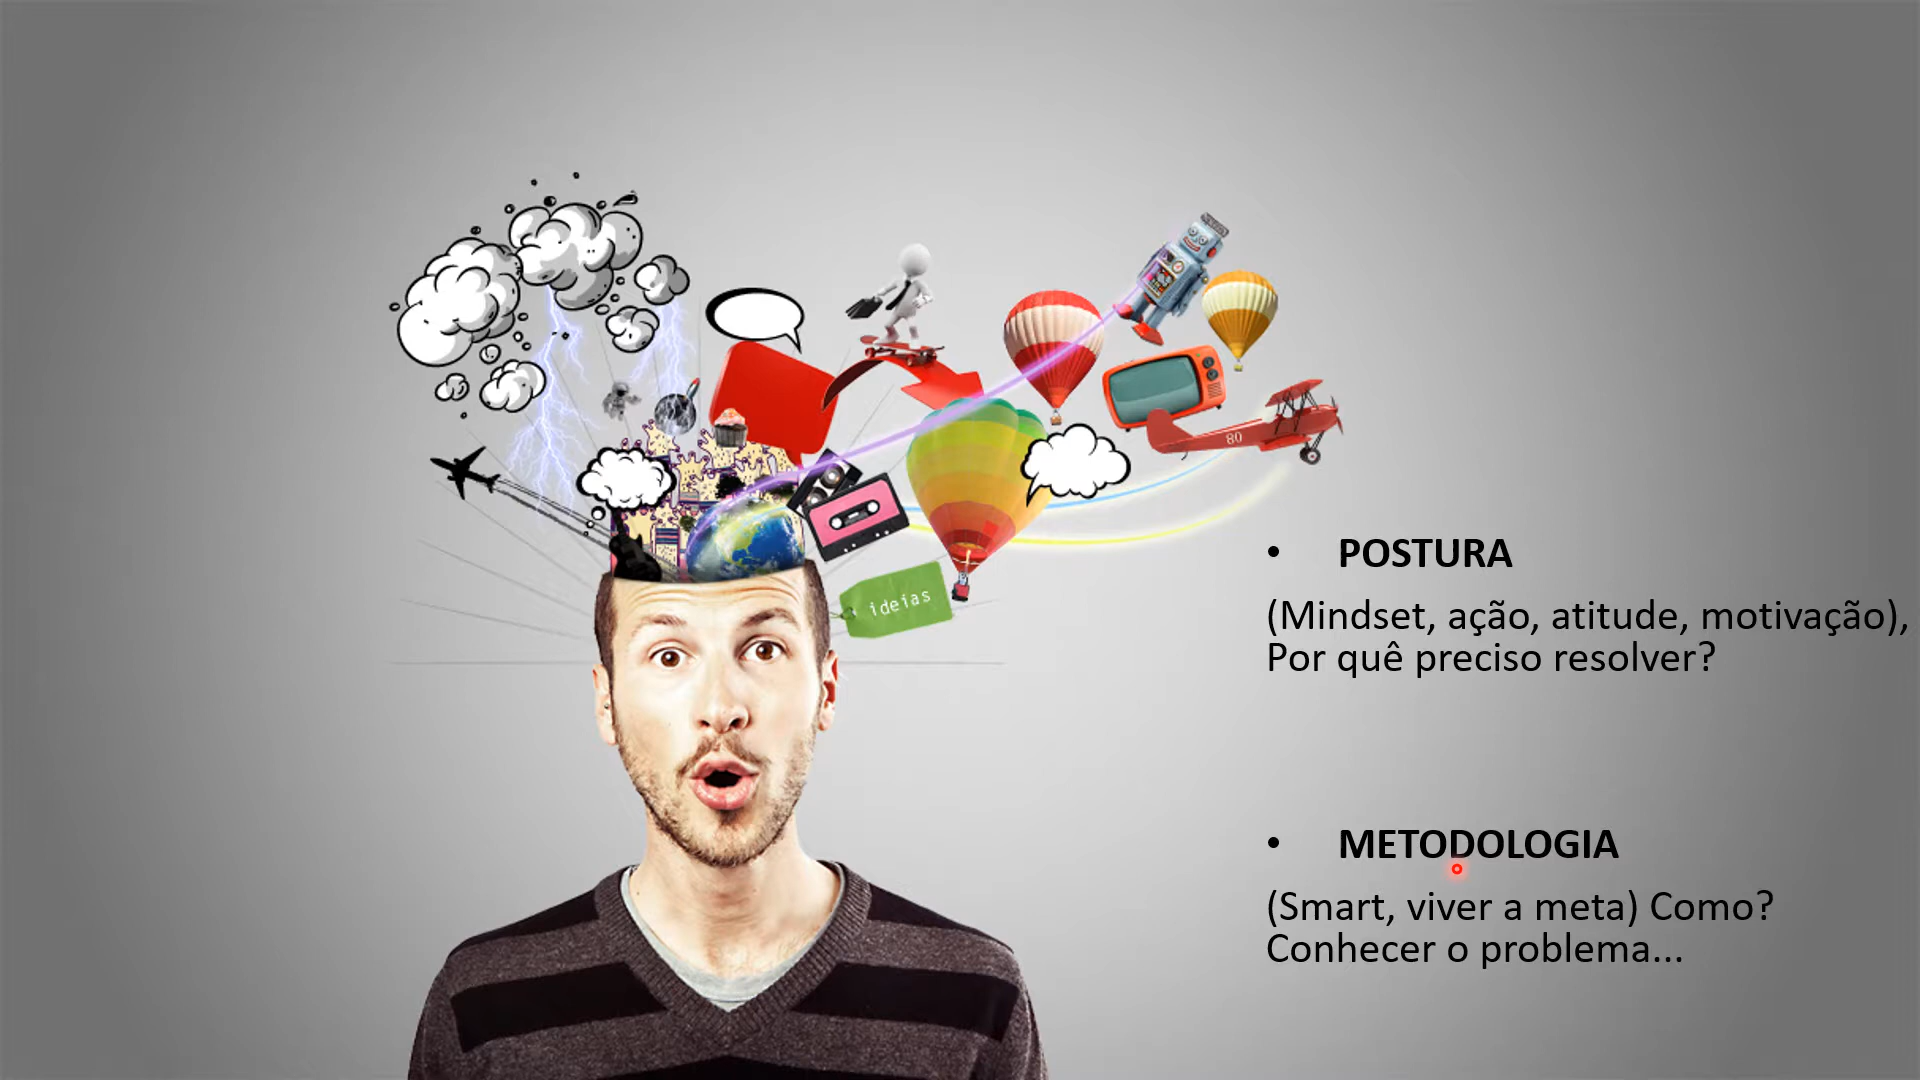 80
ideias
• POSTURA
(Mindset, ação, atitude, motivação),
Por quê preciso resolver?
• METODOLOGIA
(Smart, viver a meta) Como?
Conhecer o problema...